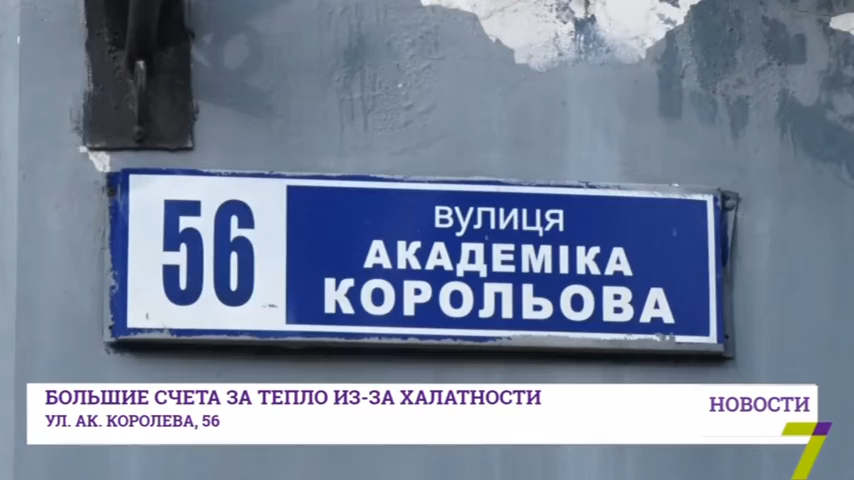 56
вулиця
АКАДЕМІКА
КОРОЛЬОВА
БОЛЬШИЕ СЧЕТА ЗА ТЕПЛО ИЗ-ЗА ХАЛАТНОСТИ
УЛ. АК. КОРОЛЕВА, 56
НОВОСТИ
7